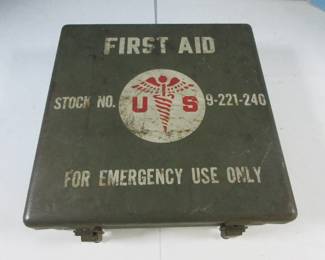 FIRST AID
STOCK NO. U S 9-221-240
FOR EMERGENCY USE ONLY